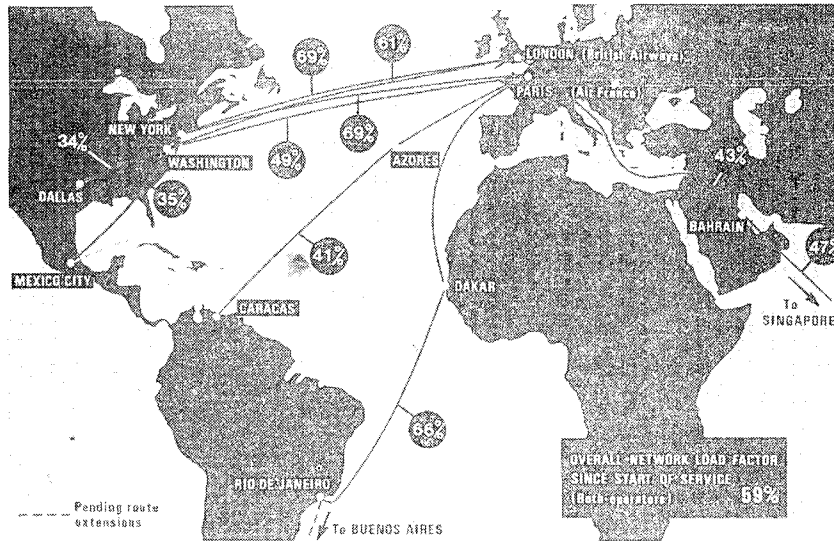 69%
61%
LONDON (British Airways)
PARIS (Air France)
NEW YORK
34%
WASHINGTON
49%
69%
AZORES
43%
DALLAS
35%
BAHRAIN
47%
MEXICO CITY
41%
DAKAR
CARACAS
To
SINGAPORE
66%
OVERALL NETWORK LOAD FACTOR
SINCE START OF SERVICE
(Both operators) 59%
RIO DE JANEIRO
Pending route
extensions
To BUENOS AIRES